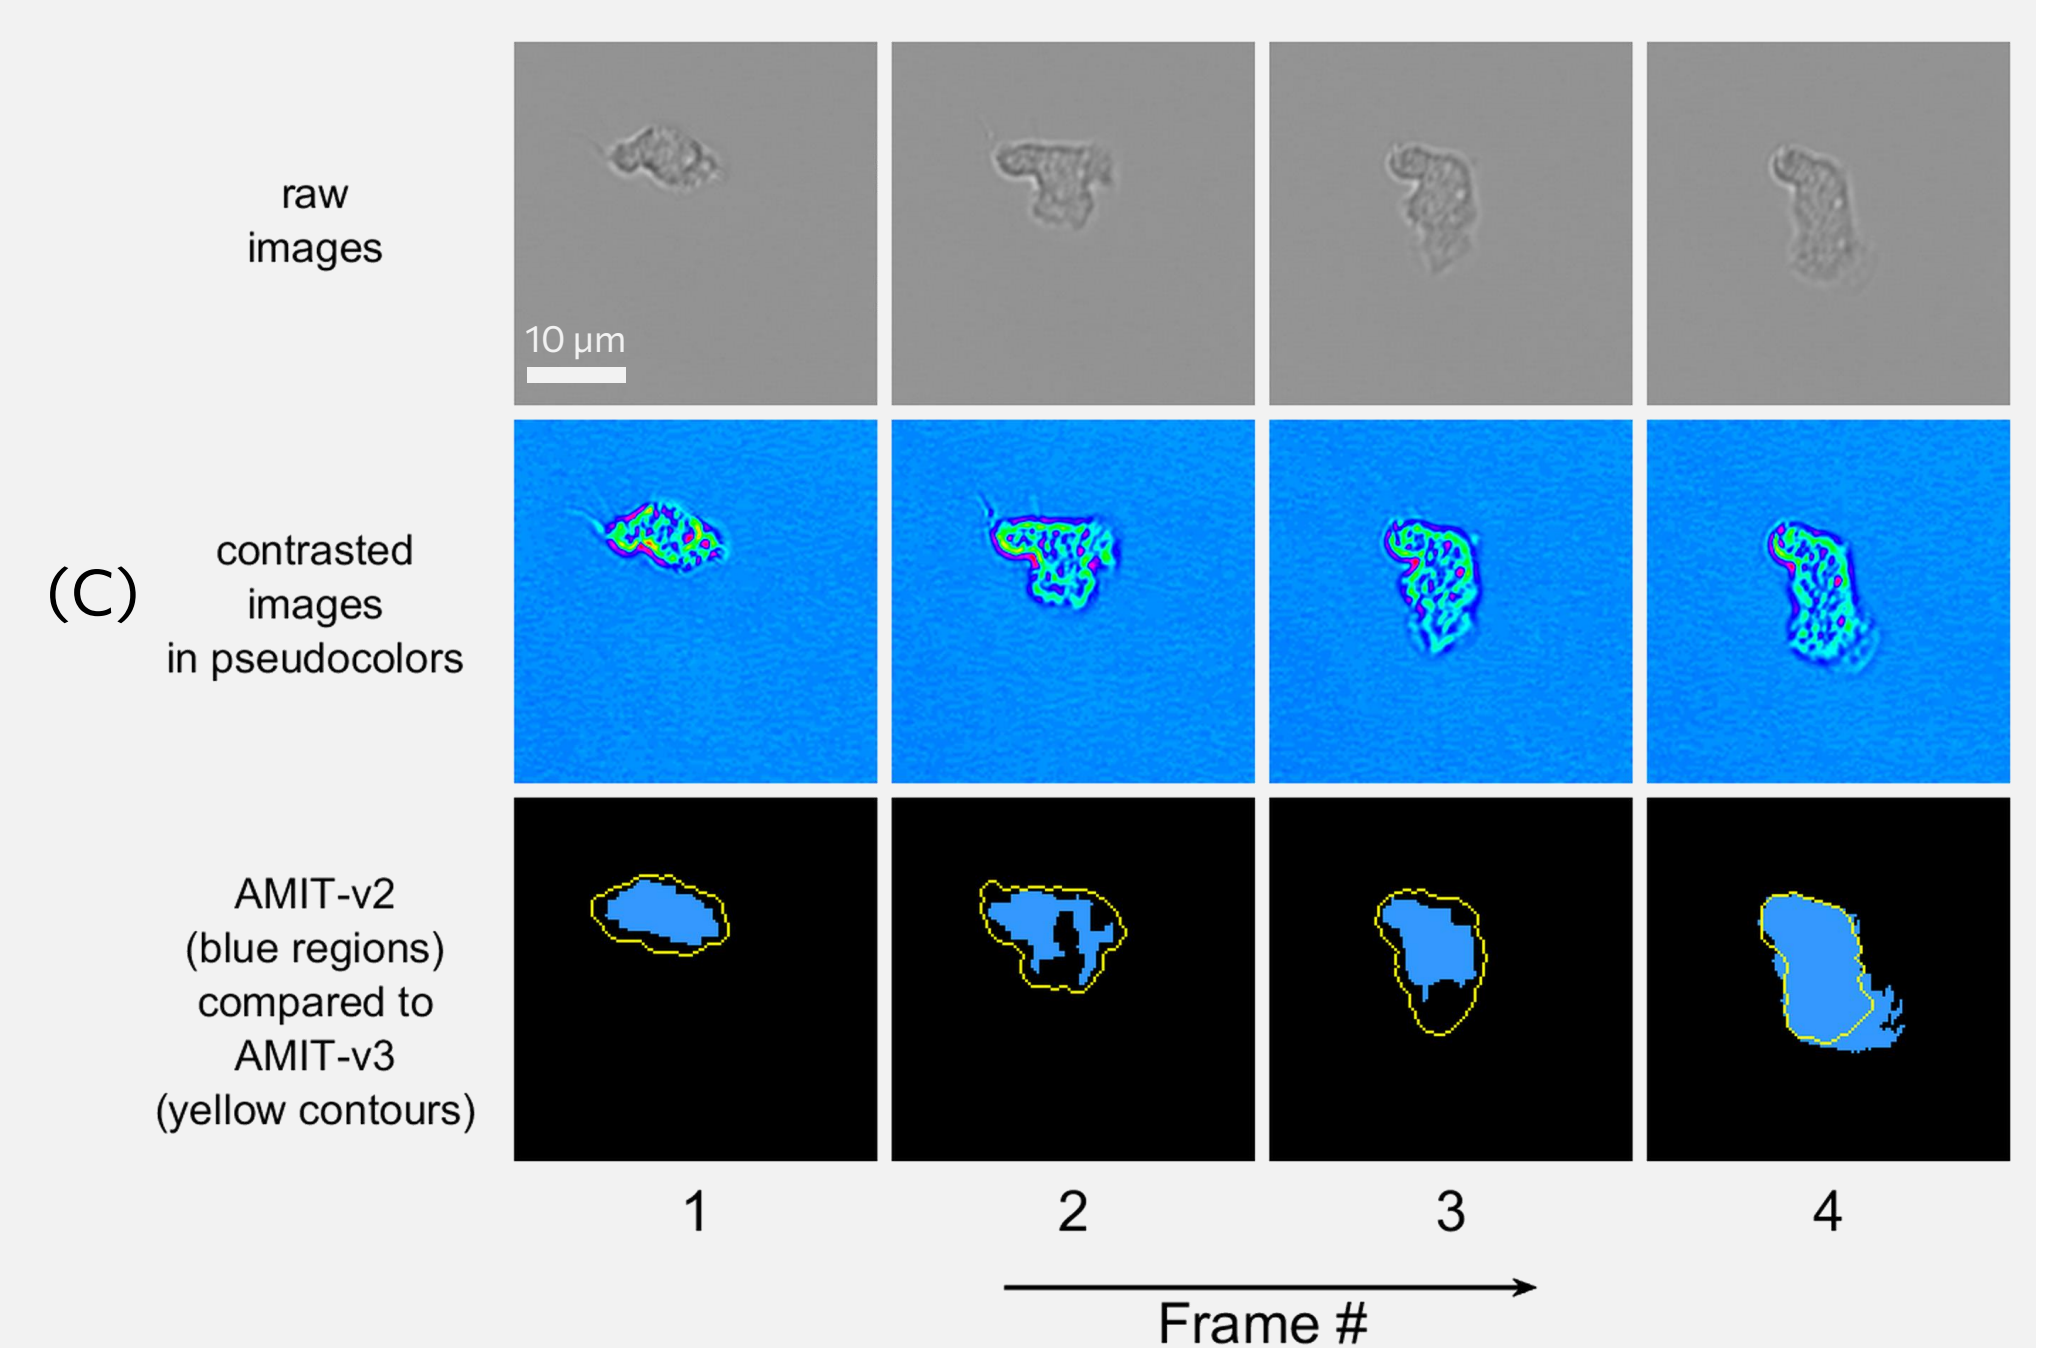 raw
images
10 µm
(C)
contrasted
images
in pseudocolors
AMIT-v2
(blue regions)
compared to
AMIT-v3
(yellow contours)
1 2 3 4
Frame #